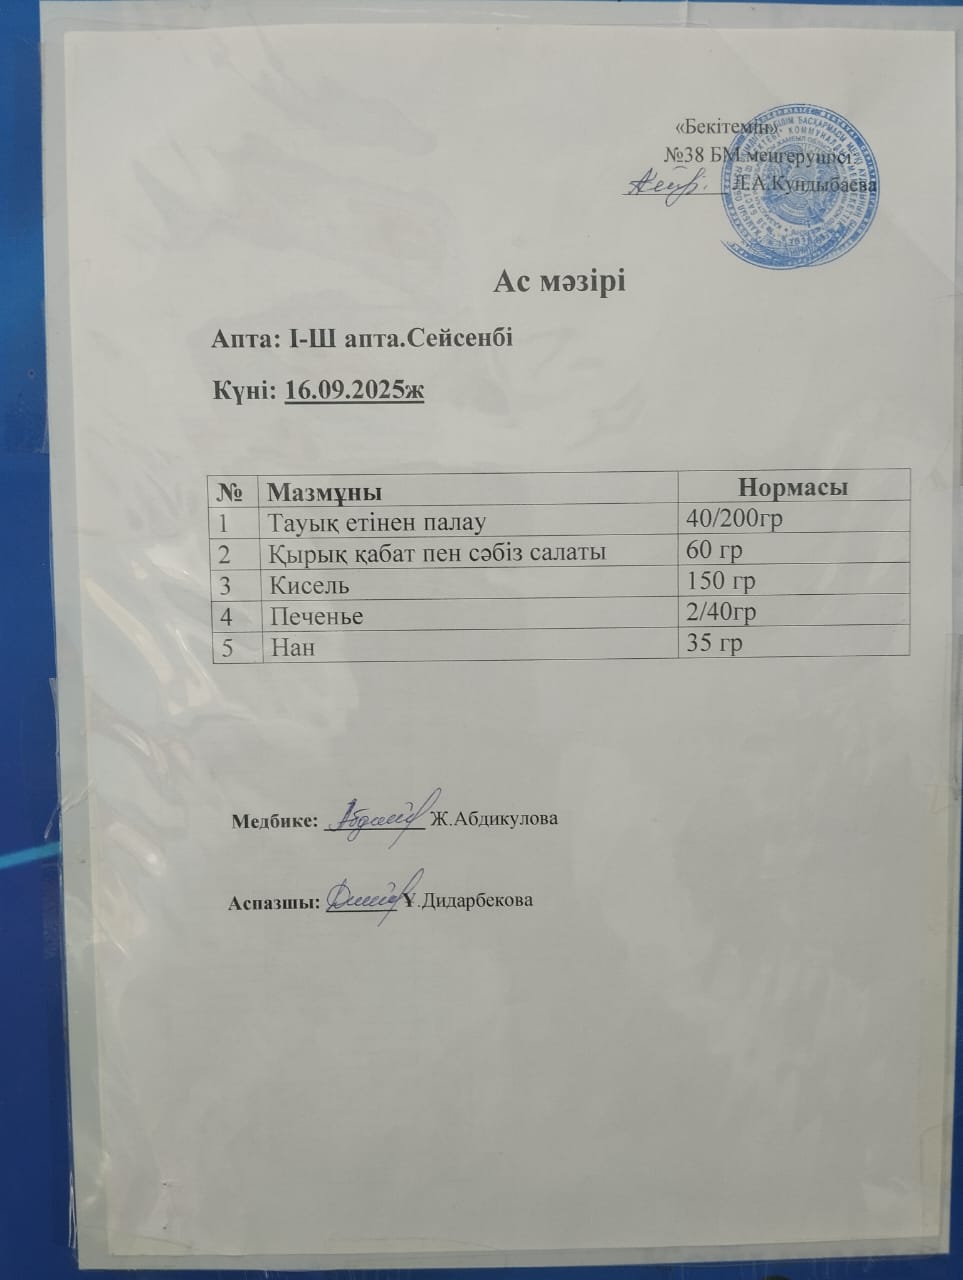 «Бекітемін»
№38 БМ меңгерушісі
Л.А.Кундыбаева
Ас мәзірі
Апта: І-ІІІ апта.Сейсенбі
Күні: 16.09.2025ж
№ Мазмұны Нормасы
1 Тауық етінен палау 40/200гр
2 Қырық қабат пен сәбіз салаты 60 гр
3 Кисель 150 гр
4 Печенье 2/40гр
5 Нан 35 гр
Медбике: Ж.Абдикулова
Аспазшы: Ұ.Дидарбекова